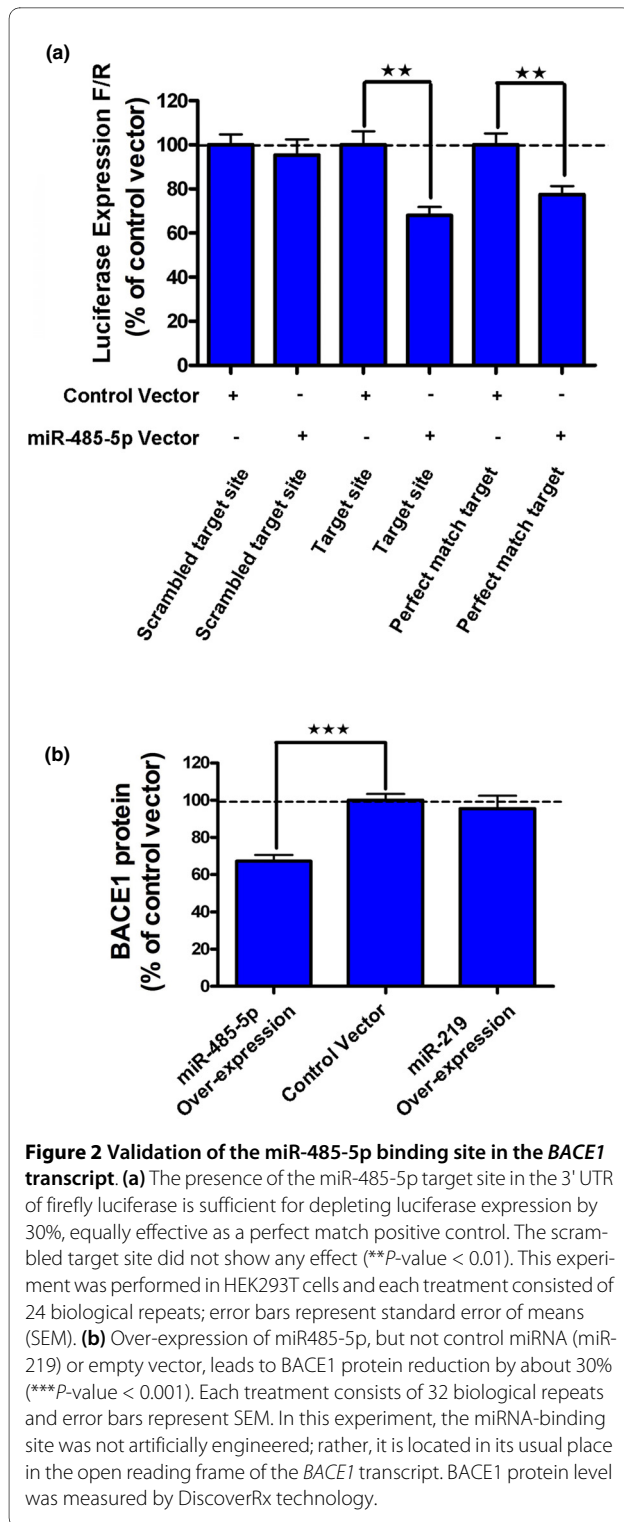 (a)
★★ ★★
Luciferase Expression F/R
(% of control vector)
120
100
80
60
40
20
0
Control Vector + - + - + -
miR-485-5p Vector - + - + - +
Scrambled target site
Scrambled target site
Target site
Target site
Perfect match target
Perfect match target
(b)
★★★
BACE1 protein
(% of control vector)
120
100
80
60
40
20
0
miR-485-5p
Over-expression
Control Vector
miR-219
Over-expression
Figure 2 Validation of the miR-485-5p binding site in the BACE1
transcript. (a) The presence of the miR-485-5p target site in the 3' UTR
of firefly luciferase is sufficient for depleting luciferase expression by
30%, equally effective as a perfect match positive control. The scram-
bled target site did not show any effect (**P-value < 0.01). This experi-
ment was performed in HEK293T cells and each treatment consisted of
24 biological repeats; error bars represent standard error of means
(SEM). (b) Over-expression of miR485-5p, but not control miRNA (miR-
219) or empty vector, leads to BACE1 protein reduction by about 30%
(***P-value < 0.001). Each treatment consists of 32 biological repeats
and error bars represent SEM. In this experiment, the miRNA-binding
site was not artificially engineered; rather, it is located in its usual place
in the open reading frame of the BACE1 transcript. BACE1 protein level
was measured by DiscoverRx technology.